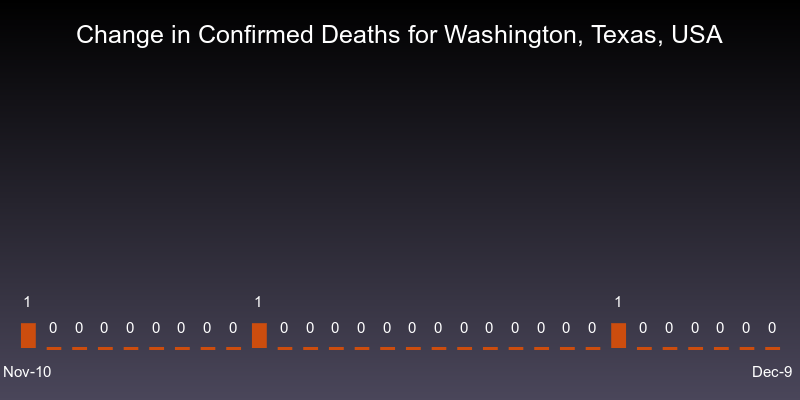 Change in Confirmed Deaths for Washington, Texas, USA
1 1 1
0 0 0 0 0 0 0 0 0 0 0 0 0 0 0 0 0 0 0 0 0 0 0 0 0 0 0
Nov-10 Dec-9